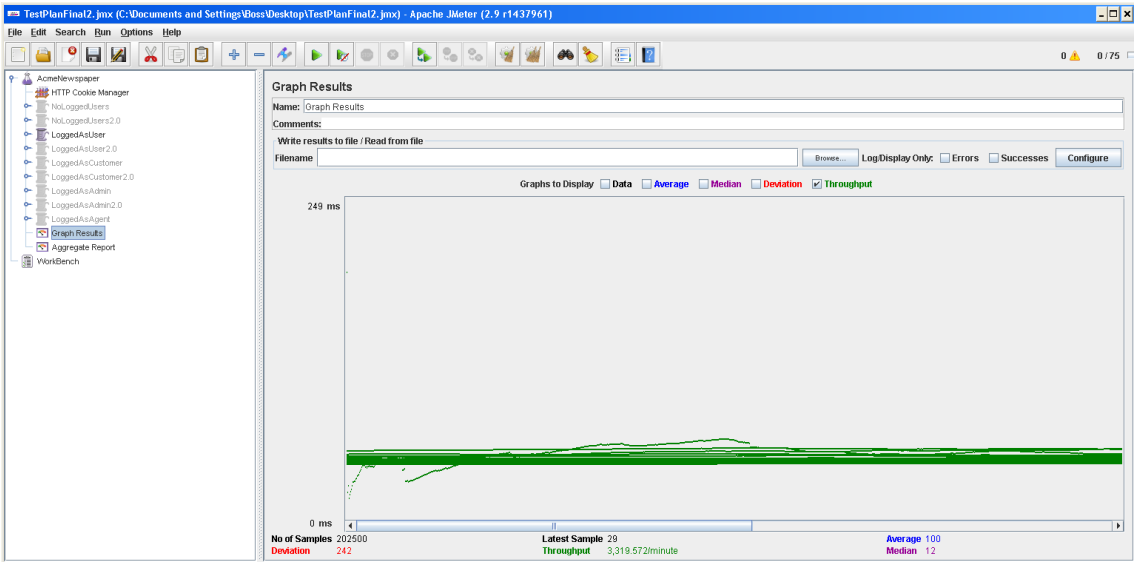 TestPlanFinal2.jmx (C:\Documents and Settings\Boss\Desktop\TestPlanFinal2.jmx) - Apache JMeter (2.9 r1437961)
File Edit Search Run Options Help
0 0 / 75
AcmeNewspaper
HTTP Cookie Manager
NoLoggedUsers
NoLoggedUsers2.0
LoggedAsUser
LoggedAsUser2.0
LoggedAsCustomer
LoggedAsCustomer2.0
LoggedAsAdmin
LoggedAsAdmin2.0
LoggedAsAgent
Graph Results
Aggregate Report
WorkBench
Graph Results
Name: Graph Results
Comments:
Write results to file / Read from file
Filename Browse... Log/Display Only: Errors Successes Configure
Graphs to Display Data Average Median Deviation Throughput
249 ms
0 ms
No of Samples 202500 Latest Sample 29 Average 100
Deviation 242 Throughput 3,319.572/minute Median 12